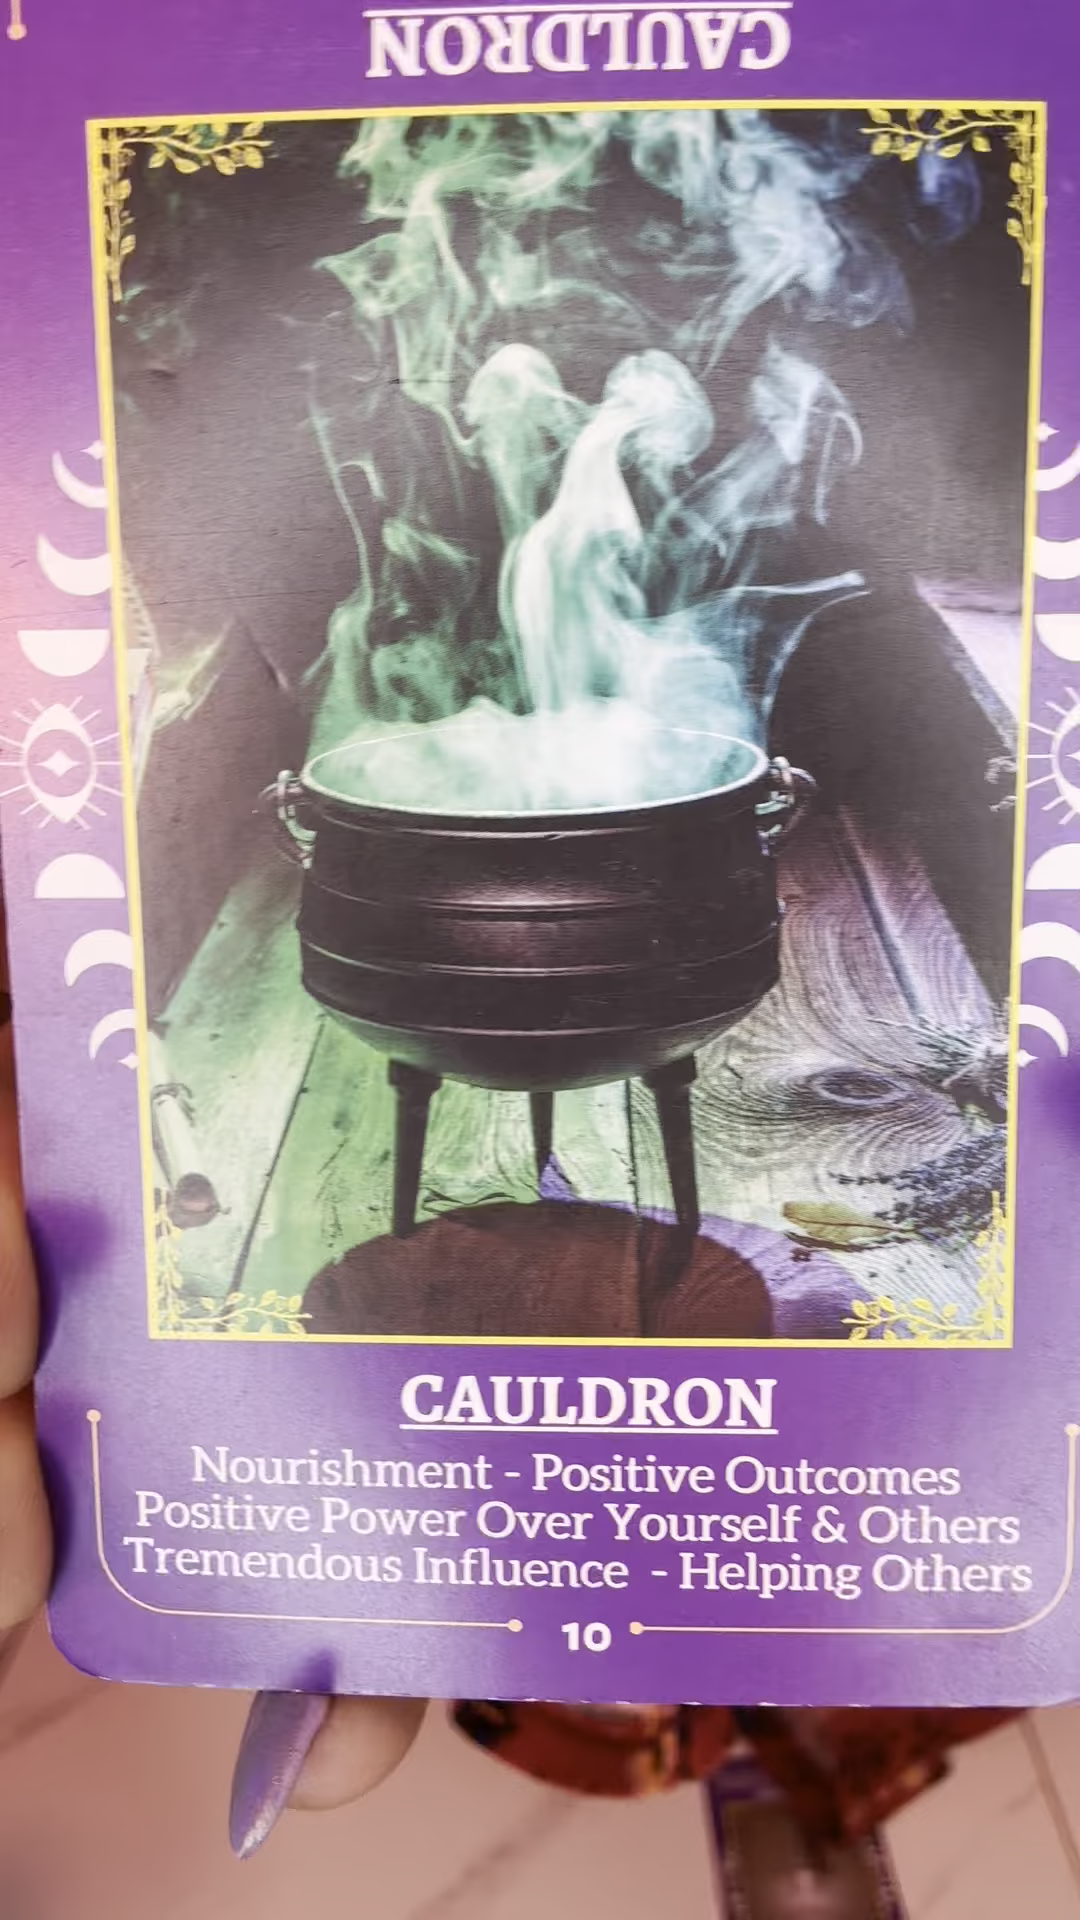 CAULDRON
CAULDRON
Nourishment - Positive Outcomes
Positive Power Over Yourself & Others
Tremendous Influence - Helping Others
10